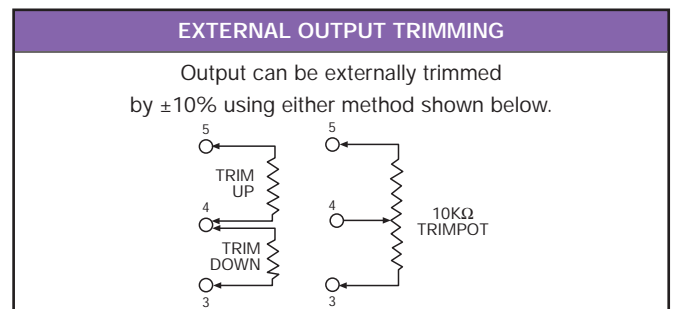 EXTERNAL OUTPUT TRIMMING
Output can be externally trimmed
by ±10% using either method shown below.
5
TRIM
UP
4
TRIM
DOWN
3
5
4
10KΩ
TRIMPOT
3